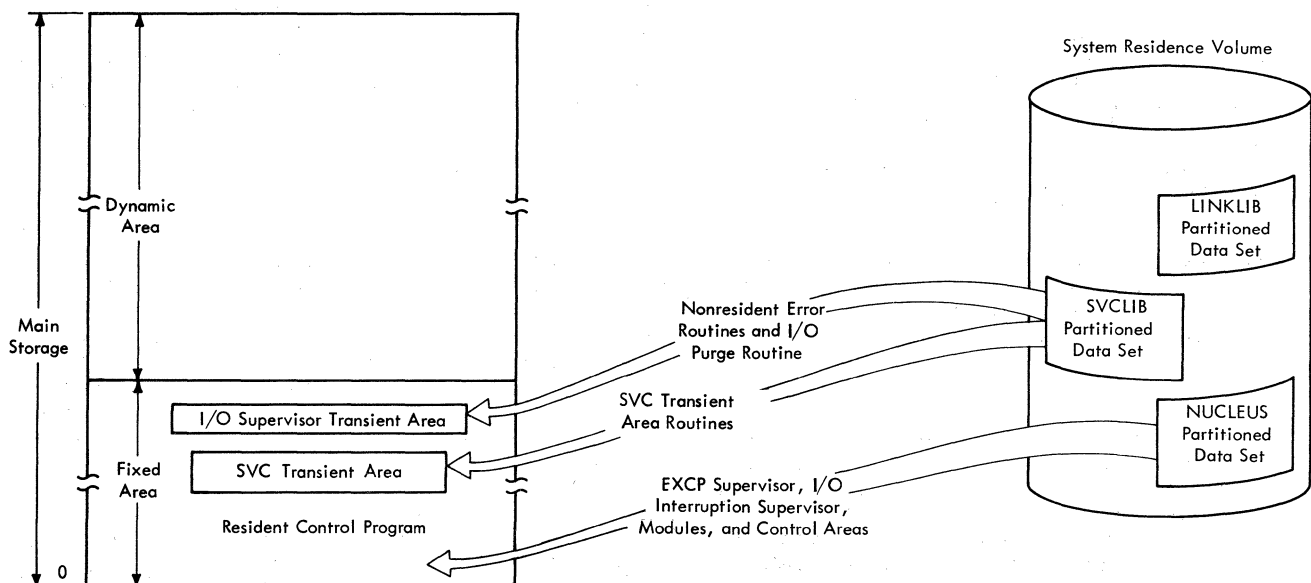 System Residence Volume
Dynamic
Area
Main
Storage
Fixed
Area
0
I/O Supervisor Transient Area
SVC Transient Area
Resident Control Program
Nonresident Error
Routines and I/O
Purge Routine
SVC Transient
Area Routines
EXCP Supervisor, I/O
Interruption Supervisor,
Modules, and Control Areas
LINKLIB
Partitioned
Data Set
SVCLIB
Partitioned
Data Set
NUCLEUS
Partitioned
Data Set